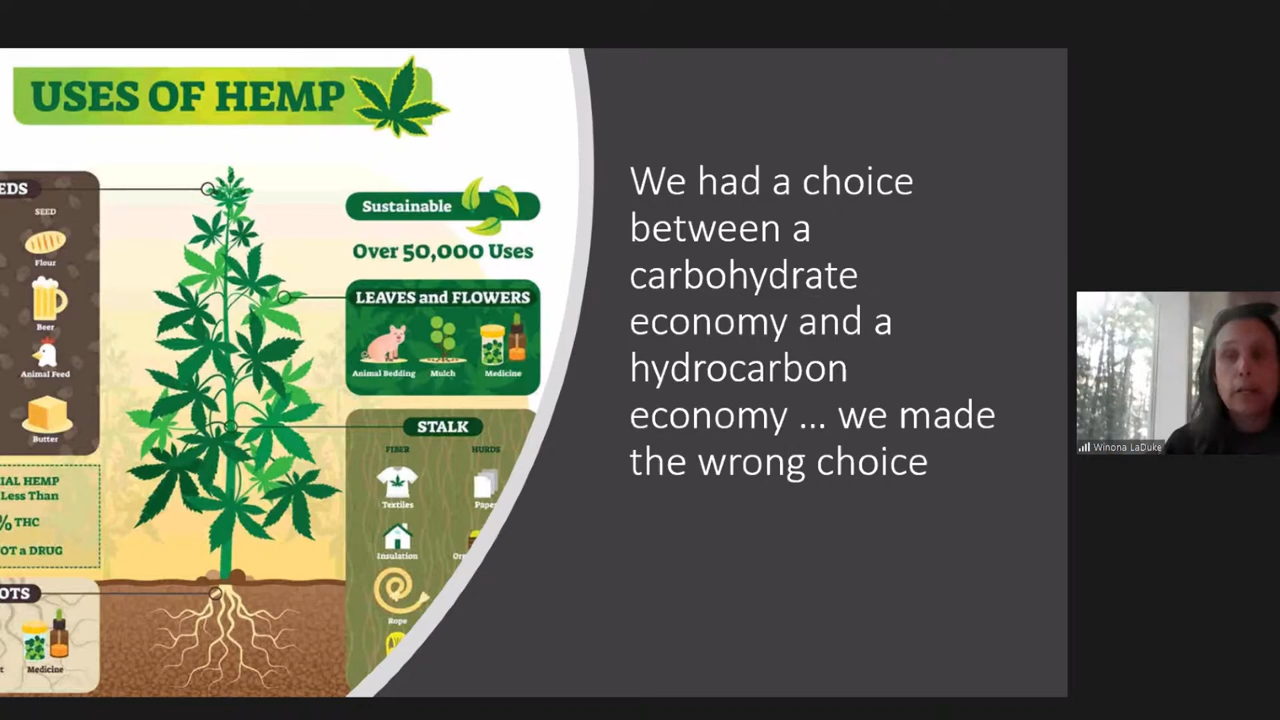 USES OF HEMP
EDS
SEED
Flour
Beer
Animal Feed
Butter
IAL HEMP
Less Than
% THC
OT a DRUG
OTS
Medicine
Sustainable
Over 50,000 Uses
LEAVES and FLOWERS
Animal Bedding
Mulch
Medicine
STALK
FIBER
HURDS
Textiles
Pape
Insulation
Or
Rope
We had a choice
between a
carbohydrate
economy and a
hydrocarbon
economy ... we made
the wrong choice
Winona LaDuke